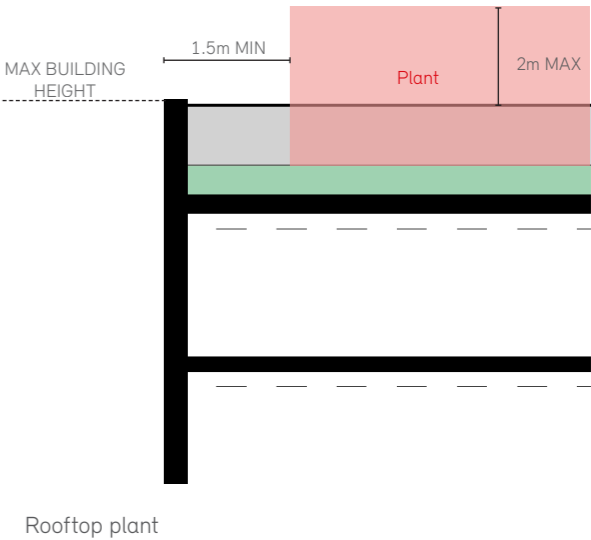 1.5m MIN
MAX BUILDING
HEIGHT
Plant
2m MAX
Rooftop plant